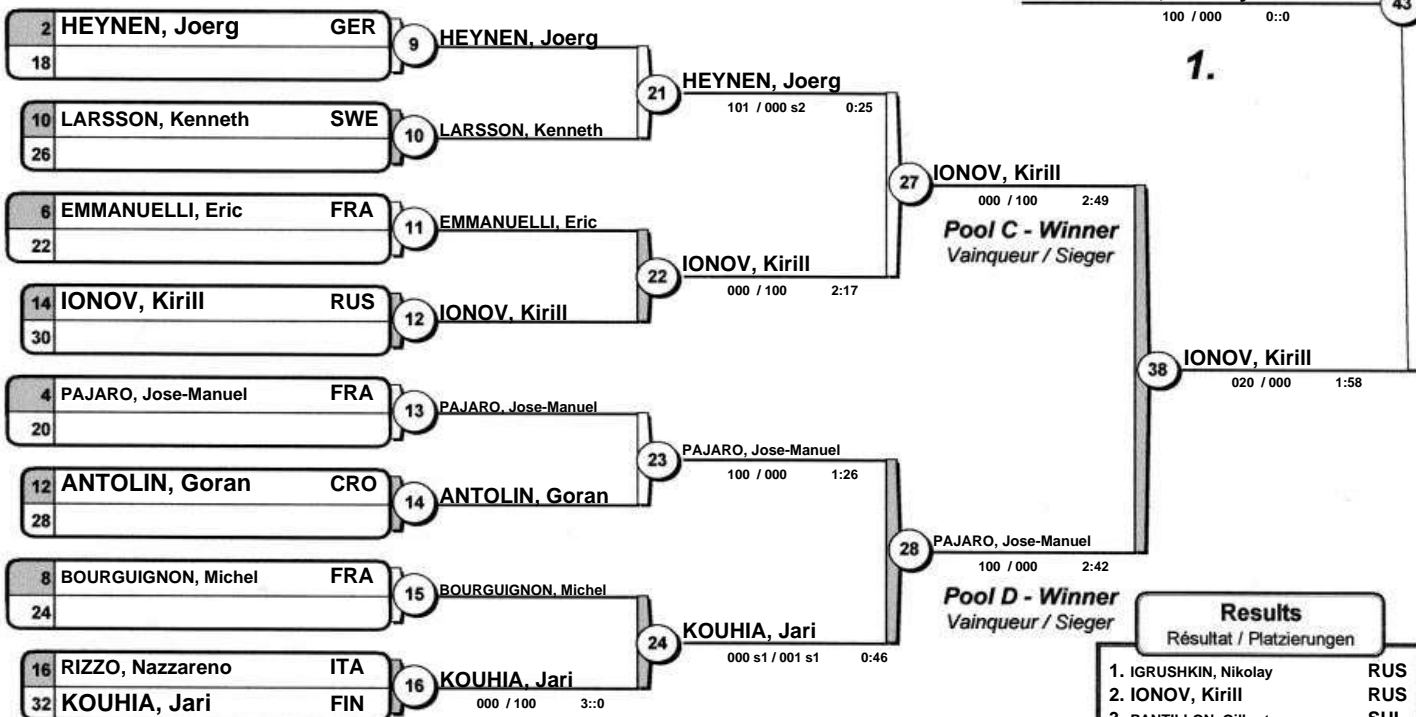 100 / 000 0::0
43
1.
2 HEYNEN, Joerg GER
18
9 HEYNEN, Joerg
10 LARSSON, Kenneth SWE
26
10 LARSSON, Kenneth
21 HEYNEN, Joerg
101 / 000 s2 0:25
6 EMMANUELLI, Eric FRA
22
11 EMMANUELLI, Eric
14 IONOV, Kirill RUS
30
12 IONOV, Kirill
22 IONOV, Kirill
000 / 100 2:17
27 IONOV, Kirill
000 / 100 2:49
Pool C - Winner
Vainqueur / Sieger
4 PAJARO, Jose-Manuel FRA
20
13 PAJARO, Jose-Manuel
12 ANTOLIN, Goran CRO
28
14 ANTOLIN, Goran
23 PAJARO, Jose-Manuel
100 / 000 1:26
8 BOURGUIGNON, Michel FRA
24
15 BOURGUIGNON, Michel
16 RIZZO, Nazzareno ITA
32 KOUHIA, Jari FIN
16 KOUHIA, Jari
000 / 100 3::0
24 KOUHIA, Jari
000 s1 / 001 s1 0:46
28 PAJARO, Jose-Manuel
100 / 000 2:42
Pool D - Winner
Vainqueur / Sieger
38 IONOV, Kirill
020 / 000 1:58
Results
Résultat / Platzierungen
1. IGRUSHKIN, Nikolay RUS
2. IONOV, Kirill RUS